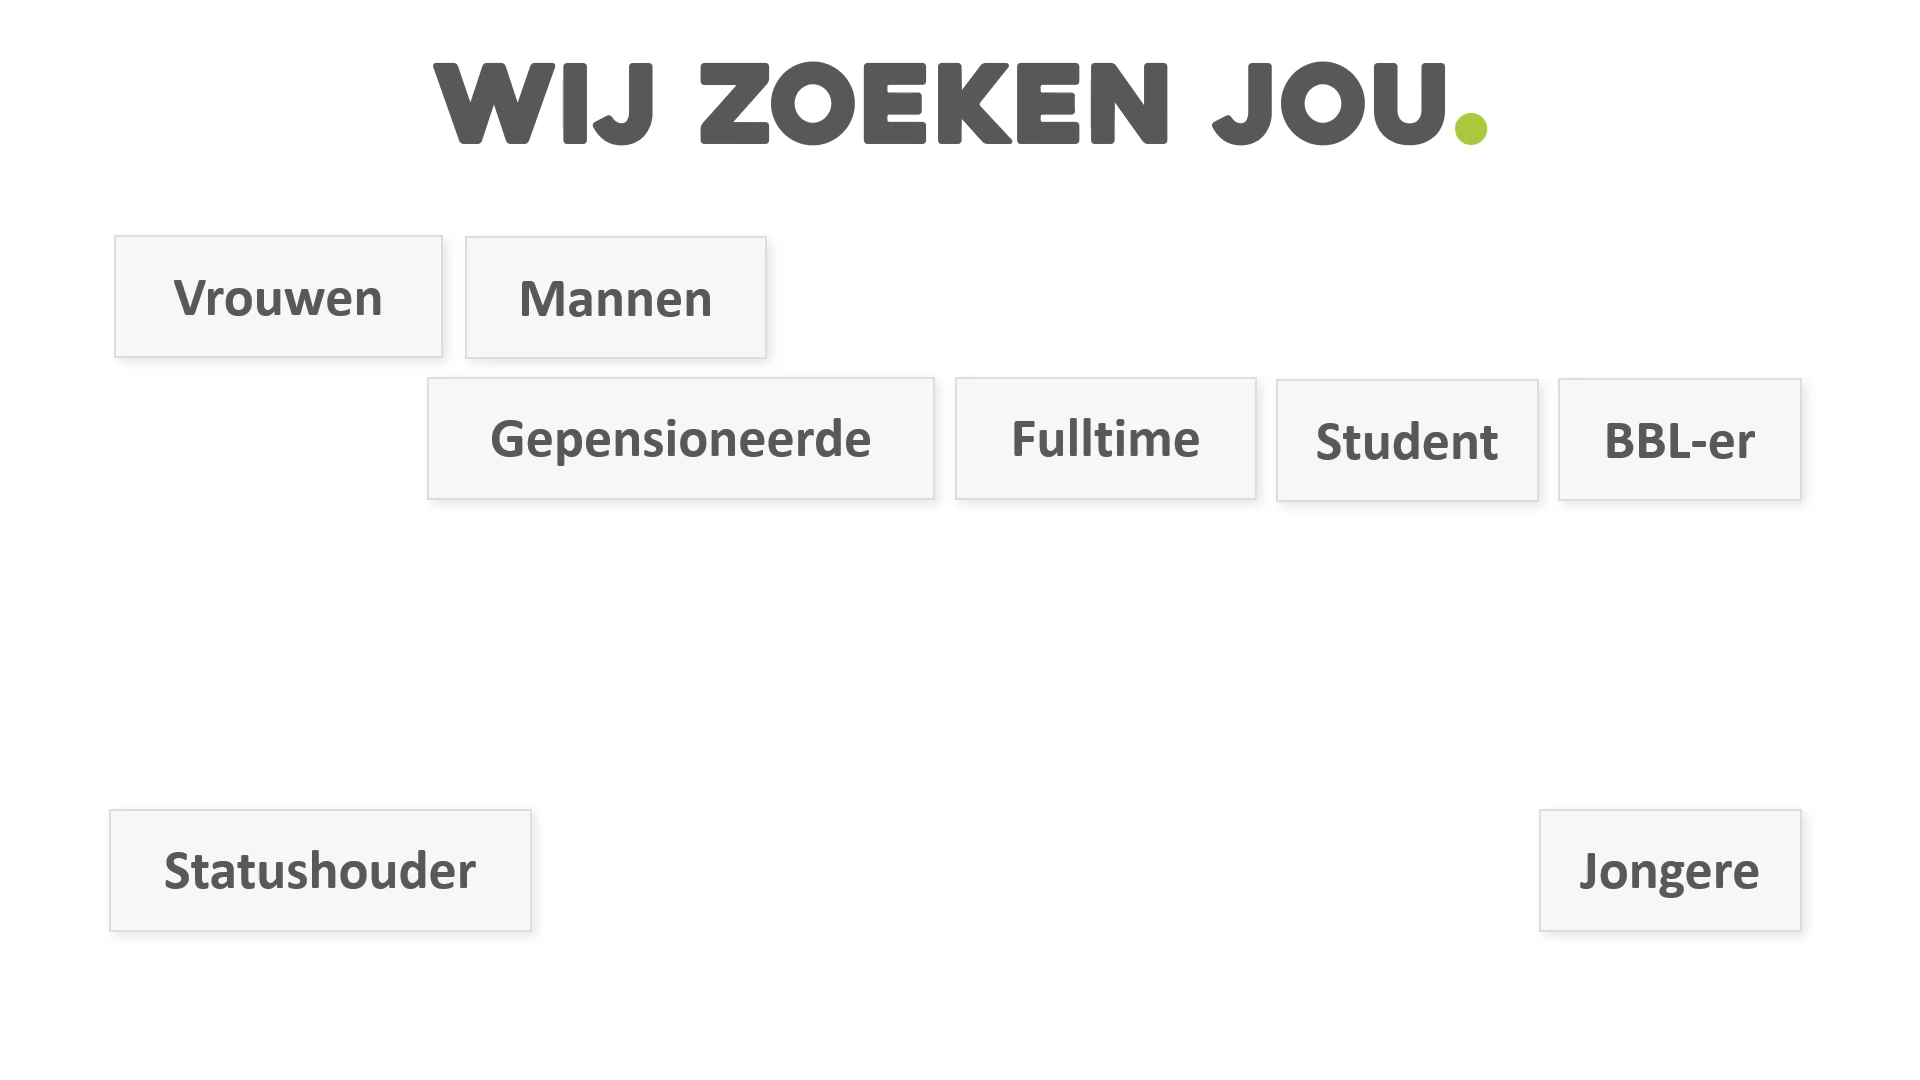 WIJ ZOEKEN JOU.
Vrouwen Mannen
Gepensioneerde Fulltime Student BBL-er
Statushouder Jongere